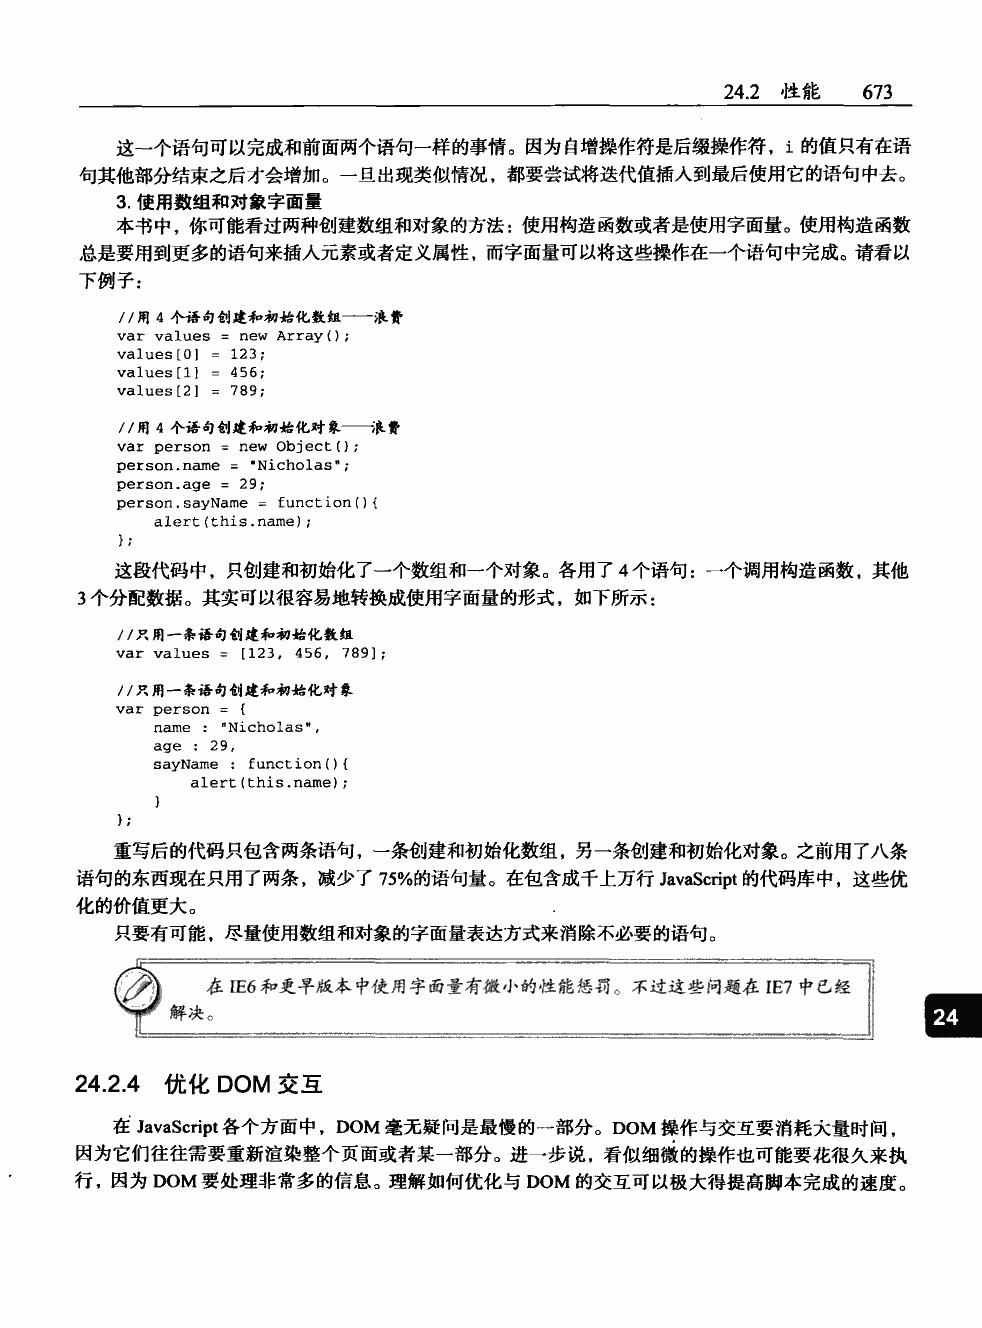 24.2 性能 673
这一个语句可以完成和前面两个语句一样的事情。因为自增操作符是后缀操作符，i 的值只有在语
句其他部分结束之后才会增加。一旦出现类似情况，都要尝试将迭代值插入到最后使用它的语句中去。
3. 使用数组和对象字面量
本书中，你可能看过两种创建数组和对象的方法：使用构造函数或者是使用字面量。使用构造函数
总是要用到更多的语句来插入元素或者定义属性，而字面量可以将这些操作在一个语句中完成。请看以
下例子：
//用 4 个语句创建和初始化数组——浪费
var values = new Array();
values[0] = 123;
values[1] = 456;
values[2] = 789;
//用 4 个语句创建和初始化对象——浪费
var person = new Object();
person.name = "Nicholas";
person.age = 29;
person.sayName = function(){
    alert(this.name);
};
这段代码中，只创建和初始化了一个数组和一个对象。各用了 4 个语句：一个调用构造函数，其他
3 个分配数据。其实可以很容易地转换成使用字面量的形式，如下所示：
//只用一条语句创建和初始化数组
var values = [123, 456, 789];
//只用一条语句创建和初始化对象
var person = {
    name : "Nicholas",
    age : 29,
    sayName : function(){
        alert(this.name);
    }
};
重写后的代码只包含两条语句，一条创建和初始化数组，另一条创建和初始化对象。之前用了八条
语句的东西现在只用了两条，减少了 75%的语句量。在包含成千上万行 JavaScript 的代码库中，这些优
化的价值更大。
只要有可能，尽量使用数组和对象的字面量表达方式来消除不必要的语句。
在 IE6 和更早版本中使用字面量有微小的性能惩罚。不过这些问题在 IE7 中已经
解决。
24
24.2.4 优化 DOM 交互
在 JavaScript 各个方面中，DOM 毫无疑问是最慢的一部分。DOM 操作与交互要消耗大量时间，
因为它们往往需要重新渲染整个页面或者某一部分。进一步说，看似细微的操作也可能要花很久来执
行，因为 DOM 要处理非常多的信息。理解如何优化与 DOM 的交互可以极大得提高脚本完成的速度。